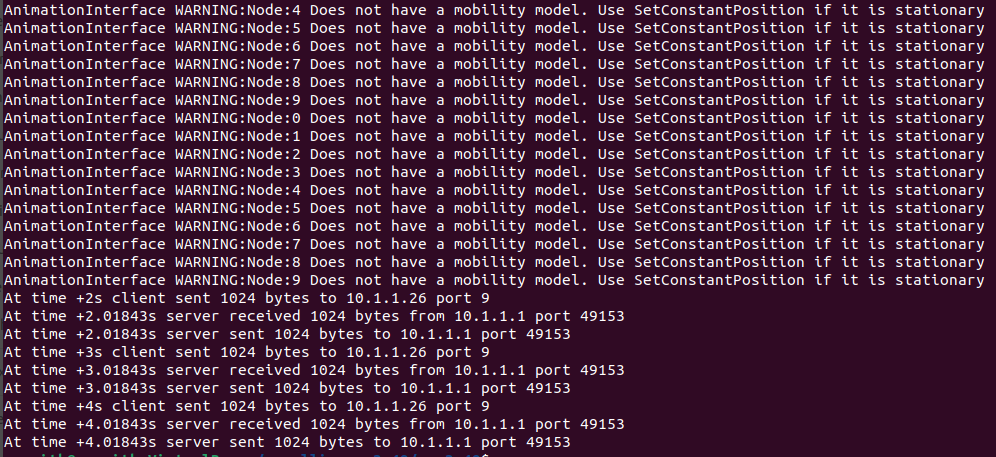 AnimationInterface WARNING:Node:4 Does not have a mobility model. Use SetConstantPosition if it is stationary
AnimationInterface WARNING:Node:5 Does not have a mobility model. Use SetConstantPosition if it is stationary
AnimationInterface WARNING:Node:6 Does not have a mobility model. Use SetConstantPosition if it is stationary
AnimationInterface WARNING:Node:7 Does not have a mobility model. Use SetConstantPosition if it is stationary
AnimationInterface WARNING:Node:8 Does not have a mobility model. Use SetConstantPosition if it is stationary
AnimationInterface WARNING:Node:9 Does not have a mobility model. Use SetConstantPosition if it is stationary
AnimationInterface WARNING:Node:0 Does not have a mobility model. Use SetConstantPosition if it is stationary
AnimationInterface WARNING:Node:1 Does not have a mobility model. Use SetConstantPosition if it is stationary
AnimationInterface WARNING:Node:2 Does not have a mobility model. Use SetConstantPosition if it is stationary
AnimationInterface WARNING:Node:3 Does not have a mobility model. Use SetConstantPosition if it is stationary
AnimationInterface WARNING:Node:4 Does not have a mobility model. Use SetConstantPosition if it is stationary
AnimationInterface WARNING:Node:5 Does not have a mobility model. Use SetConstantPosition if it is stationary
AnimationInterface WARNING:Node:6 Does not have a mobility model. Use SetConstantPosition if it is stationary
AnimationInterface WARNING:Node:7 Does not have a mobility model. Use SetConstantPosition if it is stationary
AnimationInterface WARNING:Node:8 Does not have a mobility model. Use SetConstantPosition if it is stationary
AnimationInterface WARNING:Node:9 Does not have a mobility model. Use SetConstantPosition if it is stationary
At time +2s client sent 1024 bytes to 10.1.1.26 port 9
At time +2.01843s server received 1024 bytes from 10.1.1.1 port 49153
At time +2.01843s server sent 1024 bytes to 10.1.1.1 port 49153
At time +3s client sent 1024 bytes to 10.1.1.26 port 9
At time +3.01843s server received 1024 bytes from 10.1.1.1 port 49153
At time +3.01843s server sent 1024 bytes to 10.1.1.1 port 49153
At time +4s client sent 1024 bytes to 10.1.1.26 port 9
At time +4.01843s server received 1024 bytes from 10.1.1.1 port 49153
At time +4.01843s server sent 1024 bytes to 10.1.1.1 port 49153